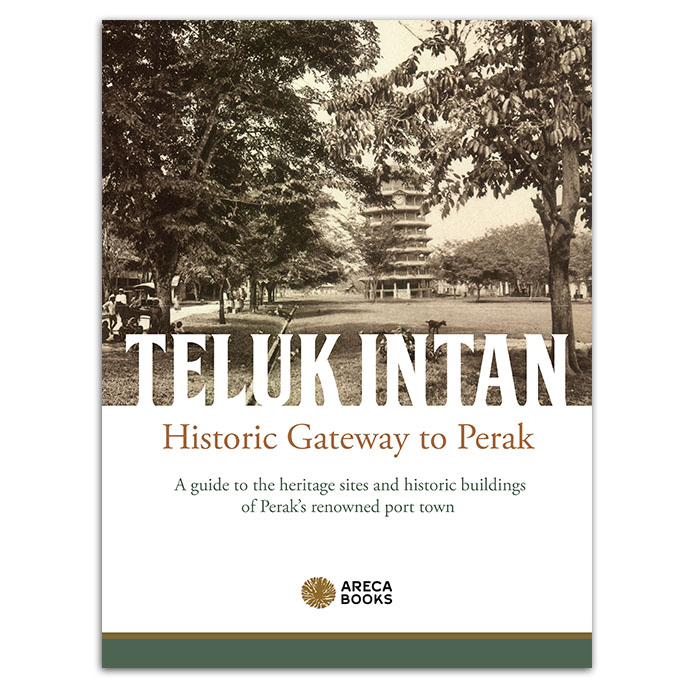 TELUK INTAN
Historic Gateway to Perak
A guide to the heritage sites and historic buildings
of Perak's renowned port town
ARECA
BOOKS